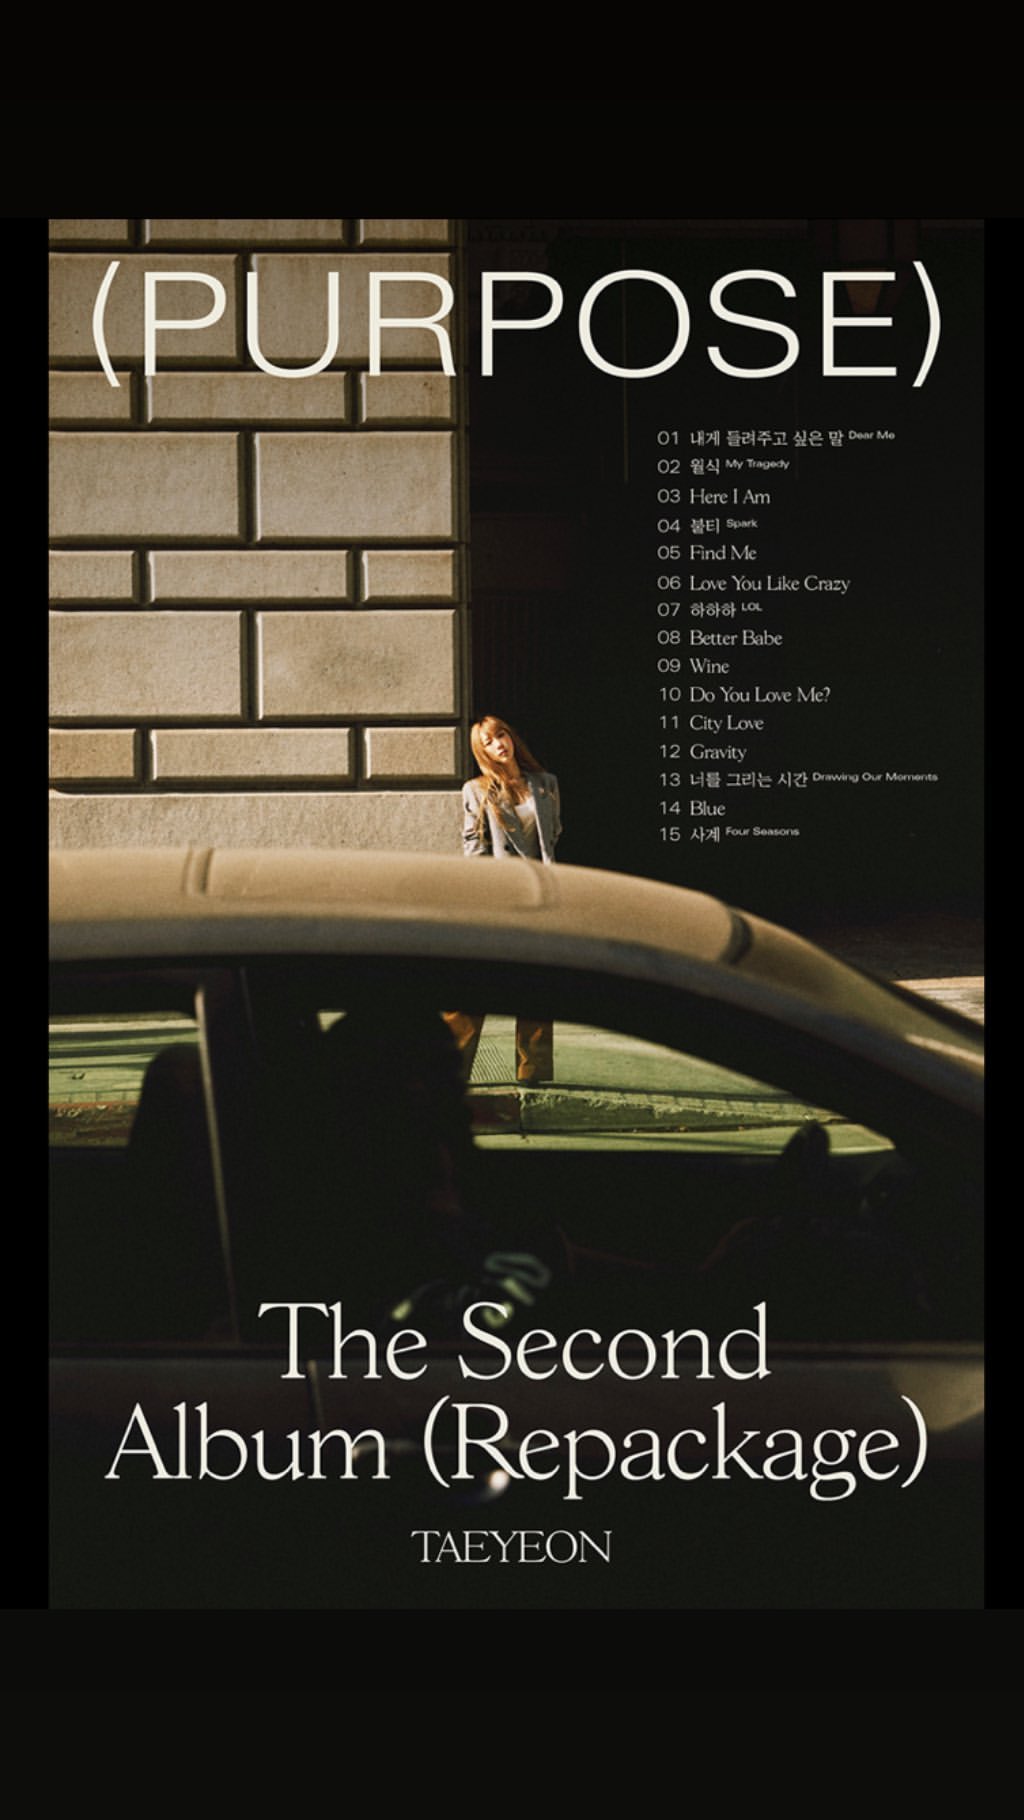 (PURPOSE)
01 내게 들려주고 싶은 말 Dear Me
02 월식 My Tragedy
03 Here I Am
04 불티 Spark
05 Find Me
06 Love You Like Crazy
07 하하하 LOL
08 Better Babe
09 Wine
10 Do You Love Me?
11 City Love
12 Gravity
13 너를 그리는 시간 Drawing Our Moments
14 Blue
15 사계 Four Seasons
The Second
Album (Repackage)
TAEYEON